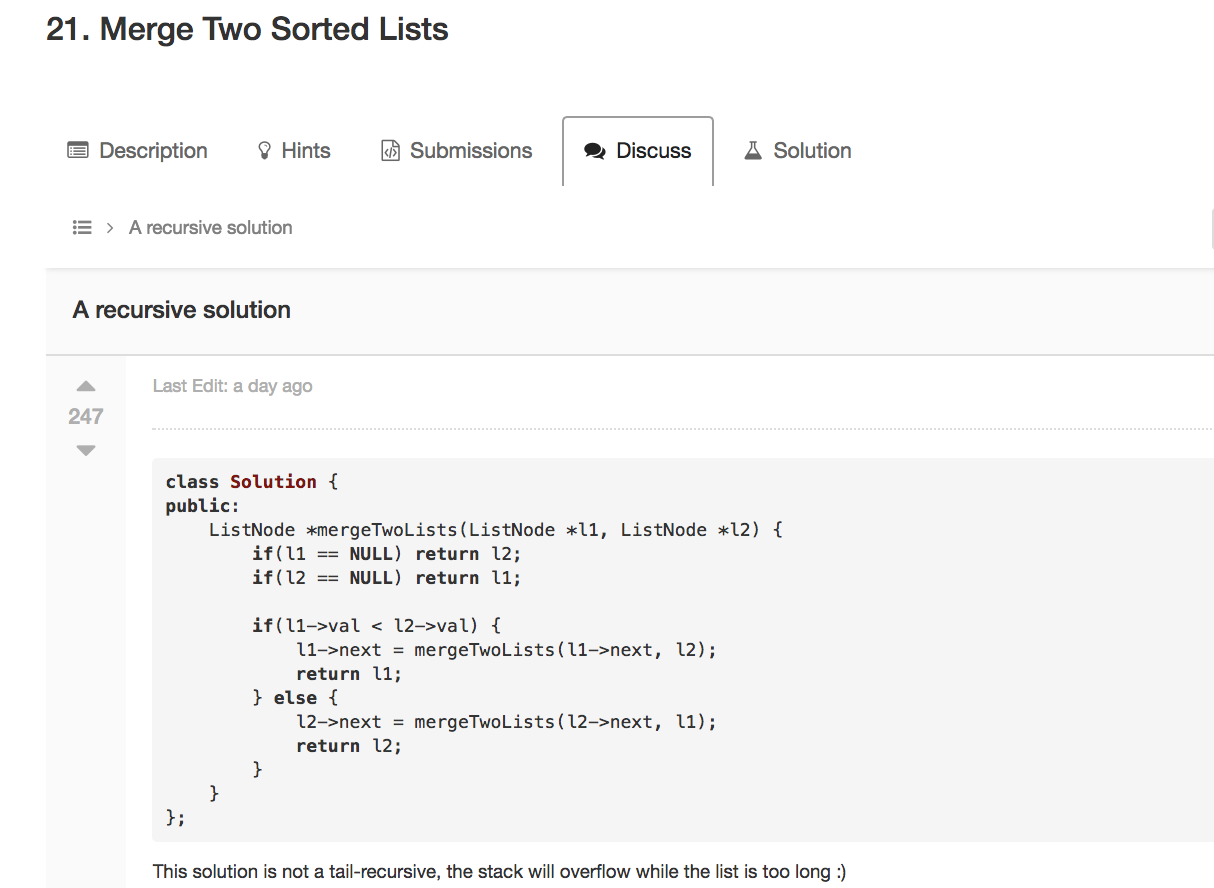 21. Merge Two Sorted Lists
Description Hints Submissions Discuss Solution
> A recursive solution
A recursive solution
Last Edit: a day ago
247
class Solution {
public:
    ListNode *mergeTwoLists(ListNode *l1, ListNode *l2) {
        if(l1 == NULL) return l2;
        if(l2 == NULL) return l1;
        if(l1->val < l2->val) {
            l1->next = mergeTwoLists(l1->next, l2);
            return l1;
        } else {
            l2->next = mergeTwoLists(l2->next, l1);
            return l2;
        }
    }
};
This solution is not a tail-recursive, the stack will overflow while the list is too long :)